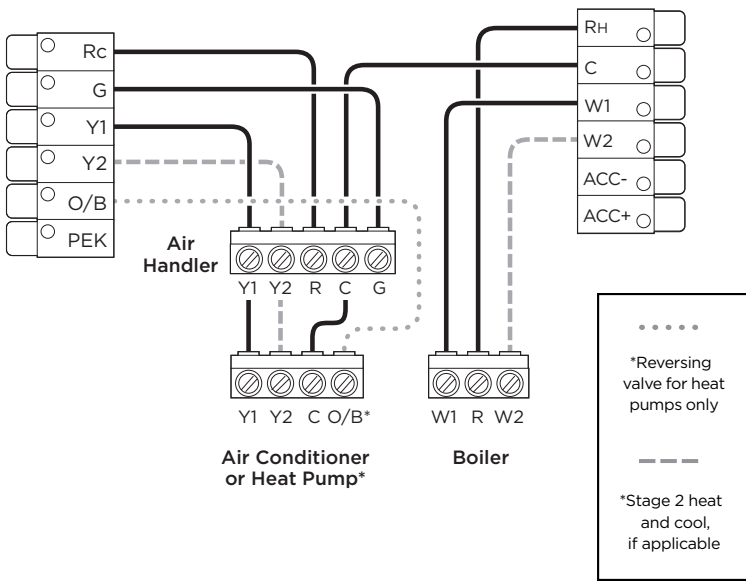 Rc
G
Y1
Y2
O/B
PEK
RH
C
W1
W2
ACC-
ACC+
Air
Handler
Y1 Y2 R C G
Y1 Y2 C O/B*
W1 R W2
Air Conditioner
or Heat Pump*
Boiler
*Reversing
valve for heat
pumps only
*Stage 2 heat
and cool,
if applicable